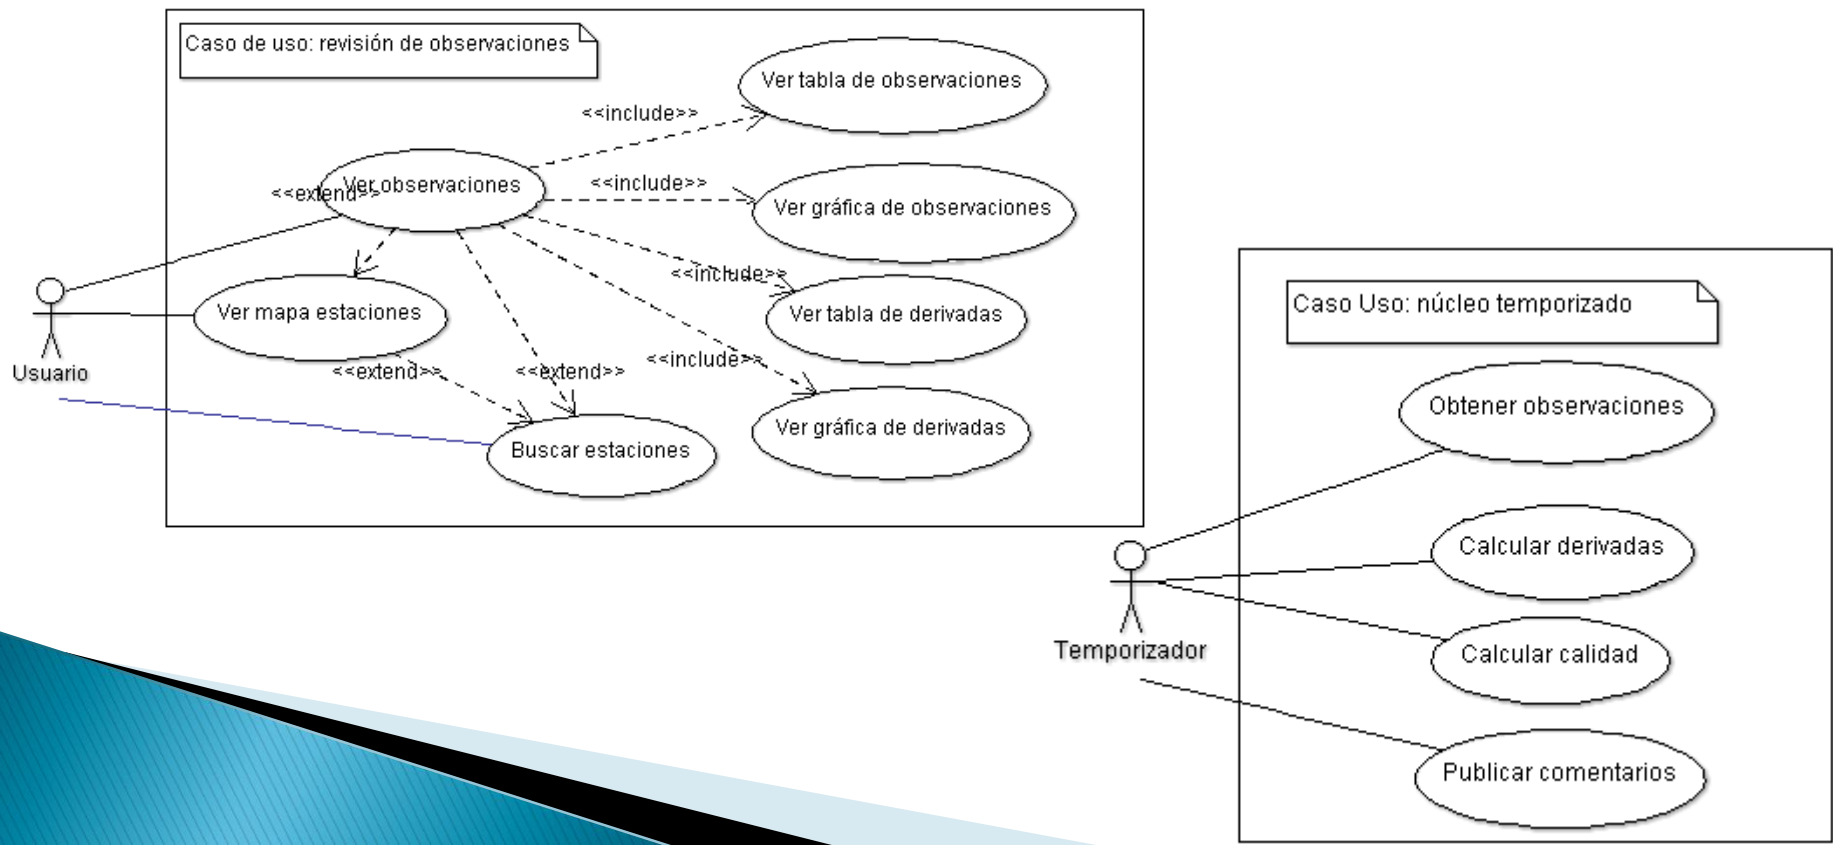 Caso de uso: revisión de observaciones
Ver tabla de observaciones
<<include>>
Ver observaciones
<<extend>>
<<include>>
Ver gráfica de observaciones
<<include>>
Ver mapa estaciones
Ver tabla de derivadas
<<include>>
Usuario
<<extend>>
<<extend>>
Ver gráfica de derivadas
Buscar estaciones
Caso Uso: núcleo temporizado
Obtener observaciones
Calcular derivadas
Temporizador
Calcular calidad
Publicar comentarios